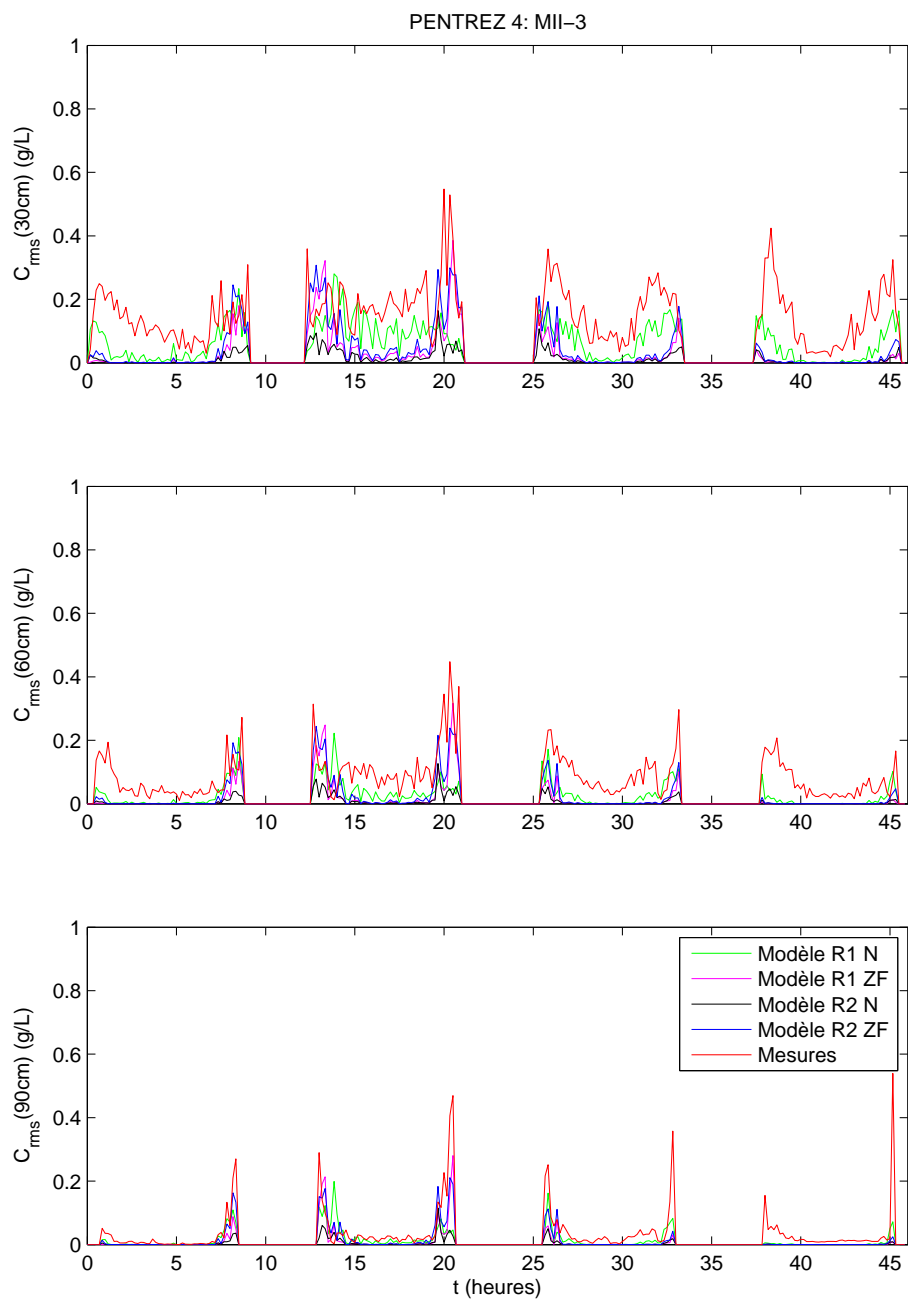 PENTREZ 4: MII−3
1
0.8
0.6
0.4
0.2
0
C_rms(30cm) (g/L)
0 5 10 15 20 25 30 35 40 45
1
0.8
0.6
0.4
0.2
0
C_rms(60cm) (g/L)
0 5 10 15 20 25 30 35 40 45
1
0.8
0.6
0.4
0.2
0
C_rms(90cm) (g/L)
Modèle R1 N
Modèle R1 ZF
Modèle R2 N
Modèle R2 ZF
Mesures
0 5 10 15 20 25 30 35 40 45
t (heures)